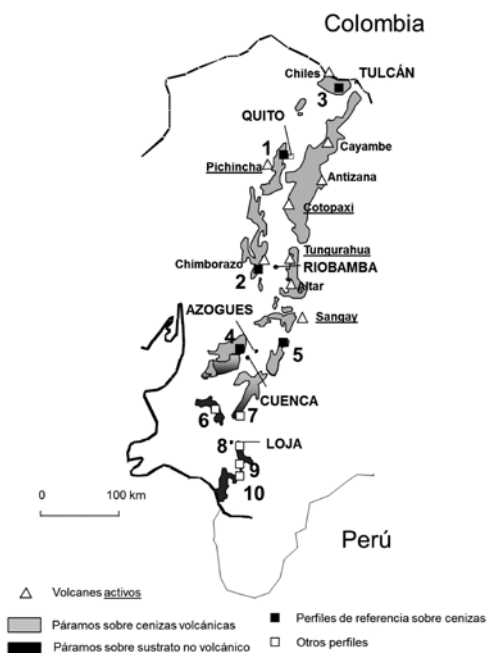 Colombia
Chiles
TULCÁN
3
QUITO
1
Cayambe
Pichincha
Antizana
Cotopaxi
Tungurahua
Chimborazo
RIOBAMBA
2
Altar
AZOGUES
Sangay
4
5
CUENCA
6
7
8
LOJA
9
10
0 100 km
Perú
Volcanes activos
Páramos sobre cenizas volcánicas
Perfiles de referencia sobre cenizas
Páramos sobre sustrato no volcánico
Otros perfiles